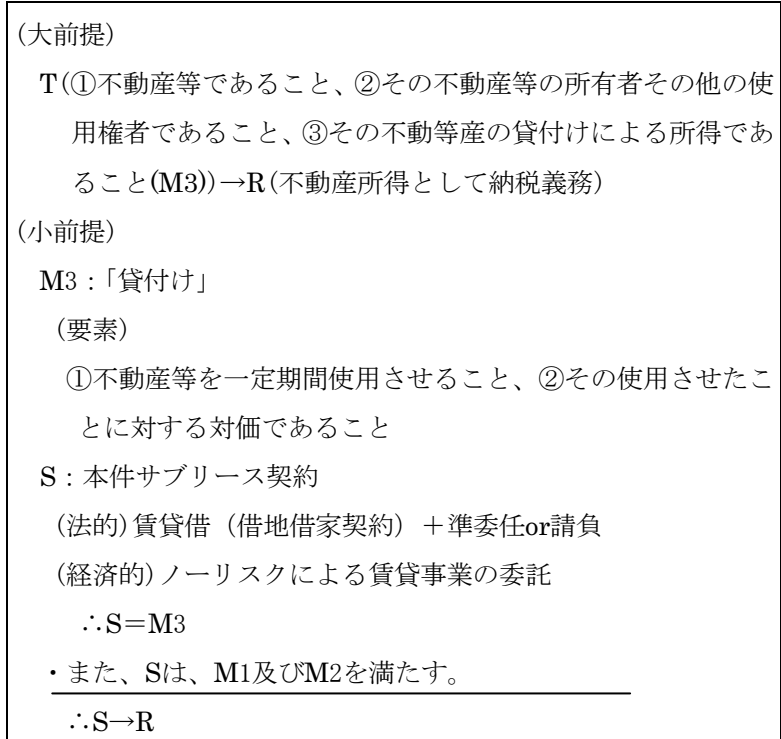 (大前提)
T(①不動産等であること、②その不動産等の所有者その他の使
用権者であること、③その不動等産の貸付けによる所得であ
ること(M3))→R(不動産所得として納税義務)
(小前提)
M3:「貸付け」
(要素)
①不動産等を一定期間使用させること、②その使用させたこ
とに対する対価であること
S:本件サブリース契約
(法的)賃貸借(借地借家契約)+準委任or請負
(経済的)ノーリスクによる賃貸事業の委託
∴S=M3
・また、Sは、M1及びM2を満たす。
∴S→R